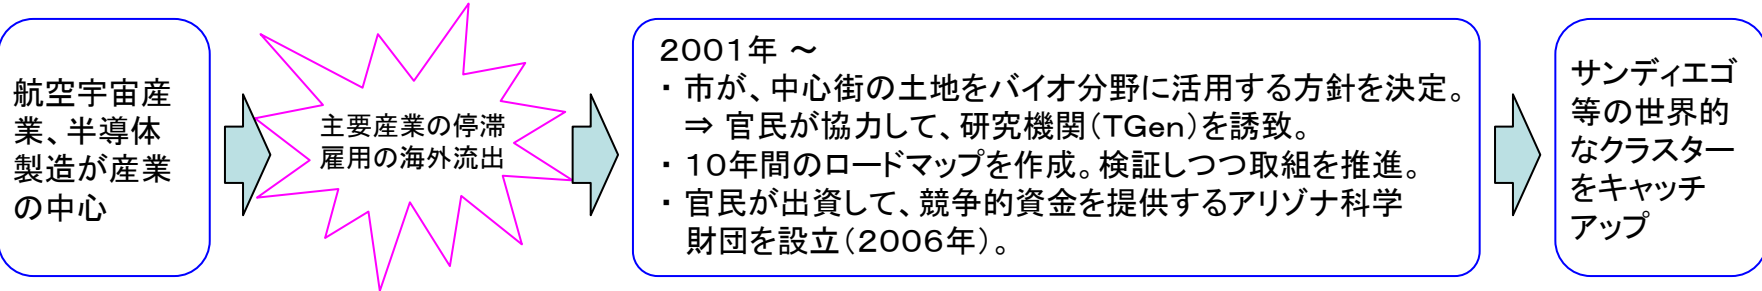 航空宇宙産
業、半導体
製造が産業
の中心
主要産業の停滞
雇用の海外流出
2001年 ～
・ 市が、中心街の土地をバイオ分野に活用する方針を決定。
⇒ 官民が協力して、研究機関(TGen)を誘致。
・ 10年間のロードマップを作成。検証しつつ取組を推進。
・ 官民が出資して、競争的資金を提供するアリゾナ科学
財団を設立(2006年)。
サンディエゴ
等の世界的
なクラスター
をキャッチ
アップ